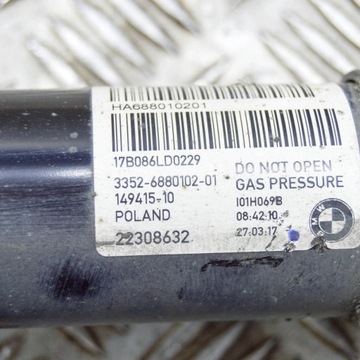 HA688010201
17B086LD0229
3352-6880102-01
149415-10
POLAND
22308632
DO NOT OPEN
GAS PRESSURE
I01H069B
08:42:10
27.03.17
BMW